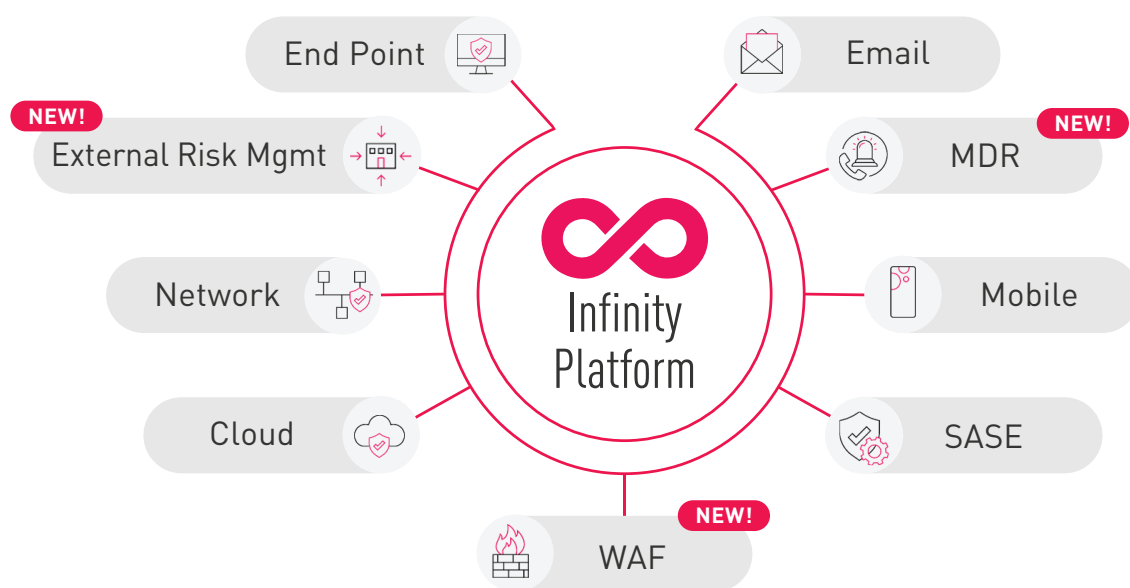 End Point
Email
NEW!
External Risk Mgmt
NEW!
MDR
Infinity
Platform
Network
Mobile
Cloud
SASE
NEW!
WAF